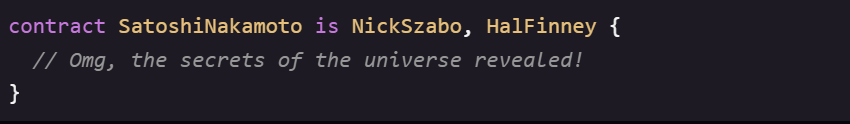 contract SatoshiNakamoto is NickSzabo, HalFinney {
  // Omg, the secrets of the universe revealed!
}